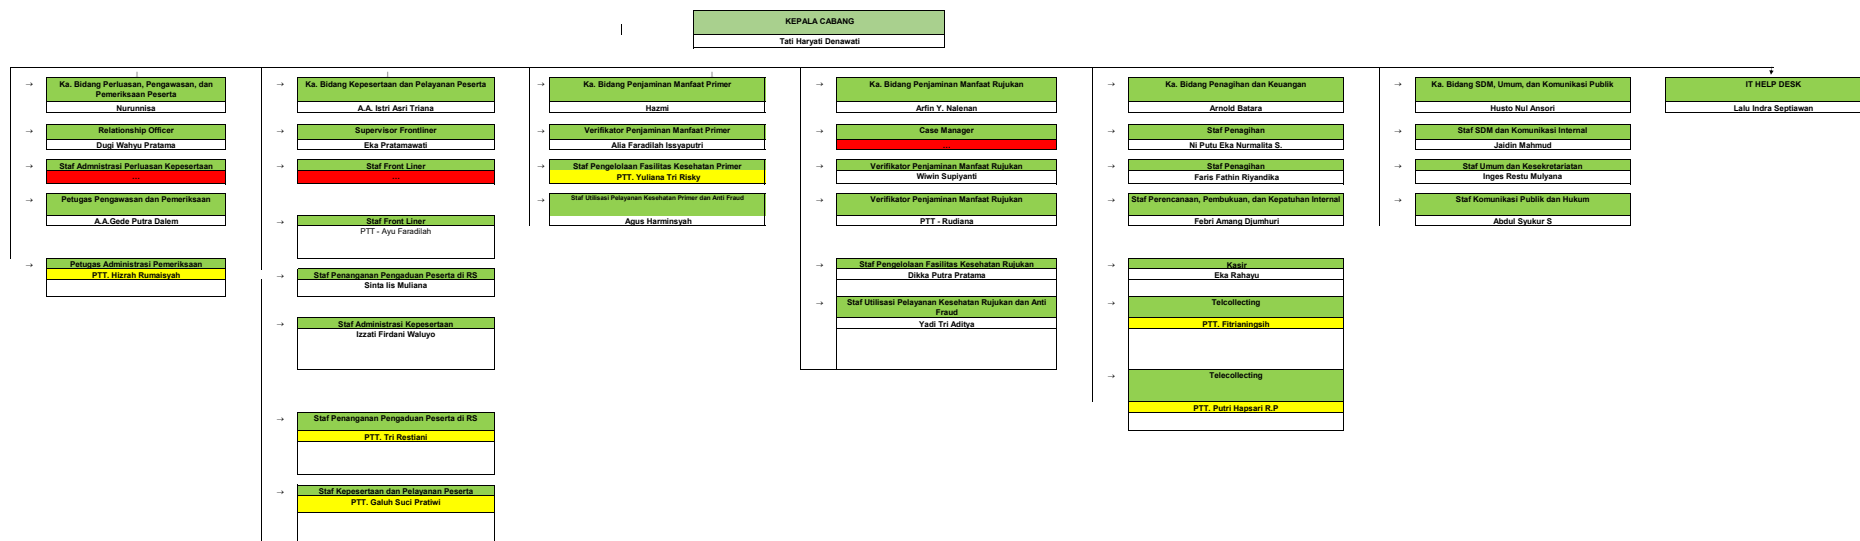 KEPALA CABANG
Tati Haryati Denawati
Ka. Bidang Perluasan, Pengawasan, dan
Pemeriksaan Peserta
Nurunnisa
Relationship Officer
Dugi Wahyu Pratama
Staf Admnistrasi Perluasan Kepesertaan
...
Petugas Pengawasan dan Pemeriksaan
A.A.Gede Putra Dalem
Petugas Administrasi Pemeriksaan
PTT. Hizrah Rumaisyah
Ka. Bidang Kepesertaan dan Pelayanan Peserta
A.A. Istri Asri Triana
Supervisor Frontliner
Eka Pratamawati
Staf Front Liner
...
Staf Front Liner
PTT - Ayu Faradilah
Staf Penanganan Pengaduan Peserta di RS
Sinta Iis Muliana
Staf Administrasi Kepesertaan
Izzati Firdani Waluyo
Staf Penanganan Pengaduan Peserta di RS
PTT. Tri Restiani
Staf Kepesertaan dan Pelayanan Peserta
PTT. Galuh Suci Pratiwi
Ka. Bidang Penjaminan Manfaat Primer
Hazmi
Verifikator Penjaminan Manfaat Primer
Alia Faradilah Issyaputri
Staf Pengelolaan Fasilitas Kesehatan Primer
PTT. Yuliana Tri Risky
Staf Utilisasi Pelayanan Kesehatan Primer dan Anti Fraud
Agus Harminsyah
Ka. Bidang Penjaminan Manfaat Rujukan
Arfin Y. Nalenan
Case Manager
...
Verifikator Penjaminan Manfaat Rujukan
Wiwin Supiyanti
Verifikator Penjaminan Manfaat Rujukan
PTT - Rudiana
Staf Pengelolaan Fasilitas Kesehatan Rujukan
Dikka Putra Pratama
Staf Utilisasi Pelayanan Kesehatan Rujukan dan Anti
Fraud
Yadi Tri Aditya
Ka. Bidang Penagihan dan Keuangan
Arnold Batara
Staf Penagihan
Ni Putu Eka Nurmalita S.
Staf Penagihan
Faris Fathin Riyandika
Staf Perencanaan, Pembukuan, dan Kepatuhan Internal
Febri Amang Djumhuri
Kasir
Eka Rahayu
Telcollecting
PTT. Fitrianingsih
Telecollecting
PTT. Putri Hapsari R.P
Ka. Bidang SDM, Umum, dan Komunikasi Publik
Husto Nul Ansori
Staf SDM dan Komunikasi Internal
Jaidin Mahmud
Staf Umum dan Kesekretariatan
Inges Restu Mulyana
Staf Komunikasi Publik dan Hukum
Abdul Syukur S
IT HELP DESK
Lalu Indra Septiawan